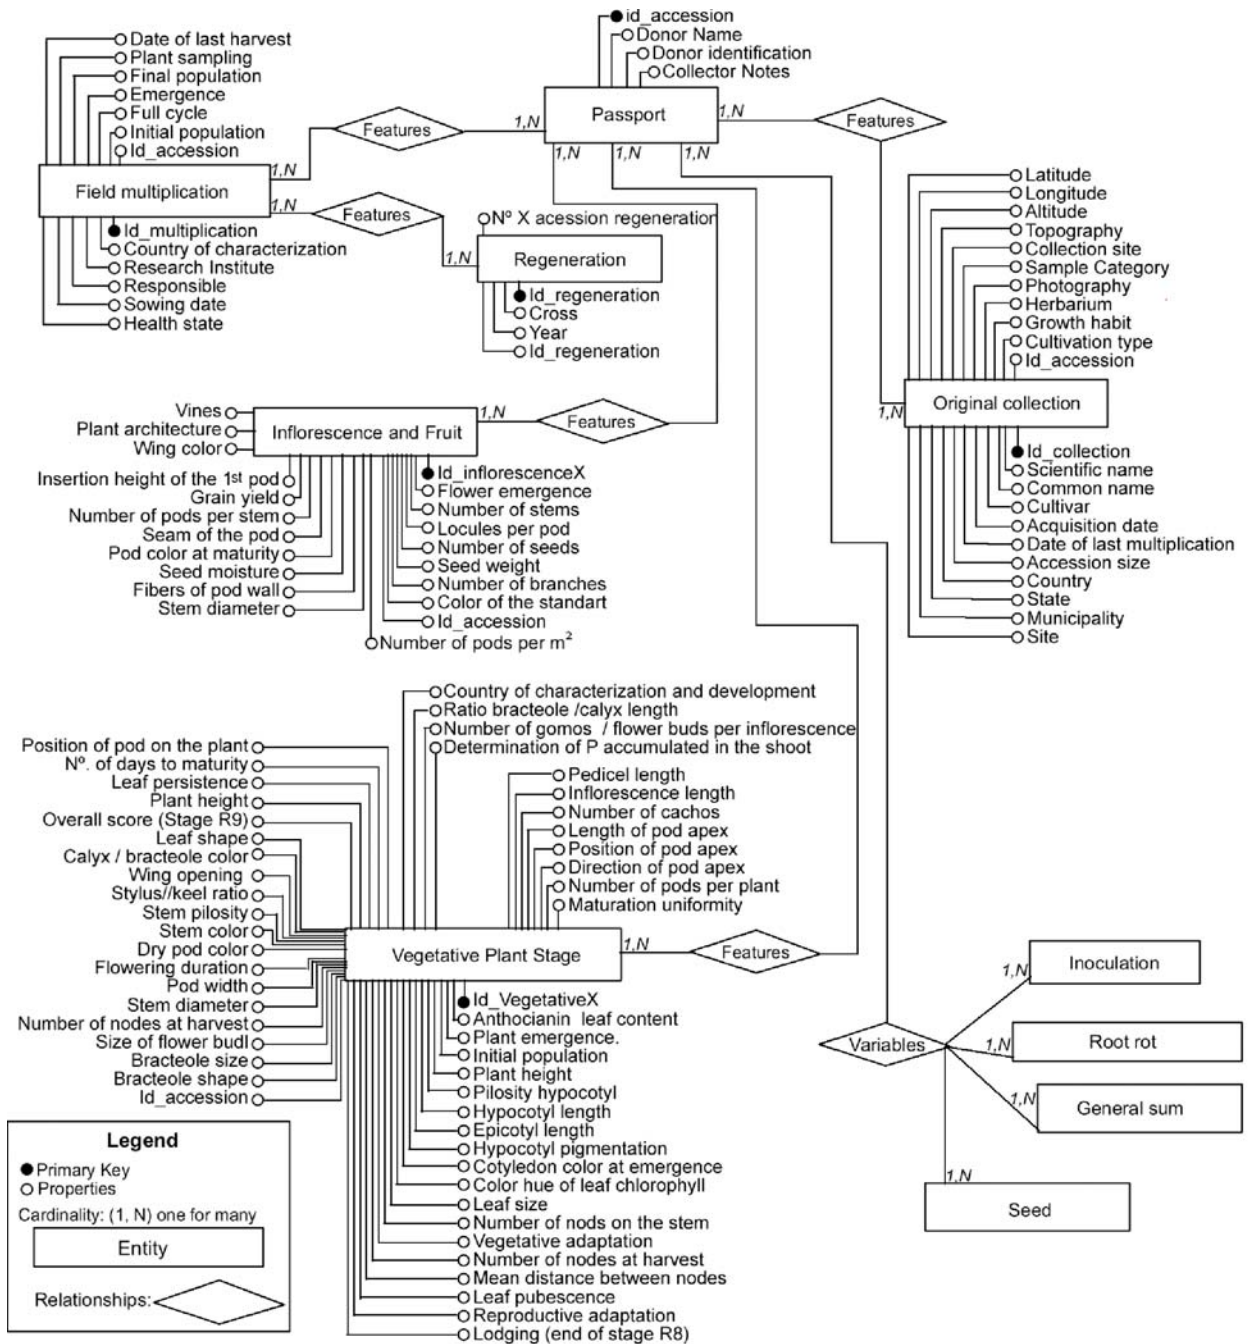 id_accession
Donor Name
Donor identification
Collector Notes
Passport
1,N
1,N
1,N
1,N
1,N
Features
Features
Date of last harvest
Plant sampling
Final population
Emergence
Full cycle
Initial population
Id_accession
Field multiplication
1,N
1,N
Id_multiplication
Country of characterization
Research Institute
Responsible
Sowing date
Health state
Features
Nº X acession regeneration
1,N
Regeneration
Id_regeneration
Cross
Year
Id_regeneration
Latitude
Longitude
Altitude
Topography
Collection site
Sample Category
Photography
Herbarium
Growth habit
Cultivation type
Id_accession
Original collection
1,N
Id_collection
Scientific name
Common name
Cultivar
Acquisition date
Date of last multiplication
Accession size
Country
State
Municipality
Site
Vines
Plant architecture
Wing color
Inflorescence and Fruit
1,N
Features
Insertion height of the 1st pod
Grain yield
Number of pods per stem
Seam of the pod
Pod color at maturity
Seed moisture
Fibers of pod wall
Stem diameter
Id_inflorescenceX
Flower emergence
Number of stems
Locules per pod
Number of seeds
Seed weight
Number of branches
Color of the standart
Id_accession
Number of pods per m²
Country of characterization and development
Ratio bracteole /calyx length
Number of gomos / flower buds per inflorescence
Determination of P accumulated in the shoot
Position of pod on the plant
Nº. of days to maturity
Leaf persistence
Plant height
Overall score (Stage R9)
Leaf shape
Calyx / bracteole color
Wing opening
Stylus//keel ratio
Stem pilosity
Stem color
Dry pod color
Flowering duration
Pod width
Stem diameter
Number of nodes at harvest
Size of flower budl
Bracteole size
Bracteole shape
Id_accession
Pedicel length
Inflorescence length
Number of cachos
Length of pod apex
Position of pod apex
Direction of pod apex
Number of pods per plant
Maturation uniformity
Vegetative Plant Stage
1,N
Features
Id_VegetativeX
Anthocianin leaf content
Plant emergence.
Initial population
Plant height
Pilosity hypocotyl
Hypocotyl length
Epicotyl length
Hypocotyl pigmentation
Cotyledon color at emergence
Color hue of leaf chlorophyll
Leaf size
Number of nods on the stem
Vegetative adaptation
Number of nodes at harvest
Mean distance between nodes
Leaf pubescence
Reproductive adaptation
Lodging (end of stage R8)
Variables
1,N
Inoculation
1,N
Root rot
1,N
General sum
1,N
Seed
Legend
Primary Key
Properties
Cardinality: (1, N) one for many
Entity
Relationships: